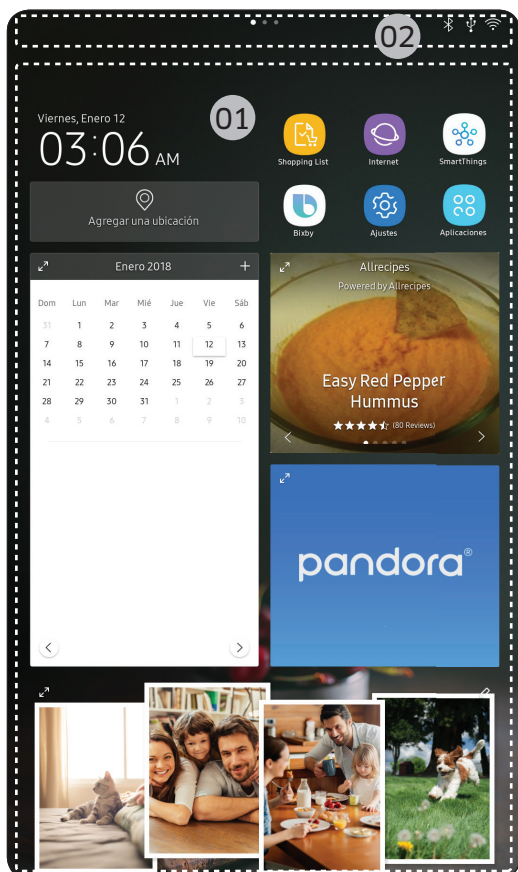 02
01
Viernes, Enero 12
03:06 AM
Agregar una ubicación
Shopping List
Internet
SmartThings
Bixby
Ajustes
Aplicaciones
Enero 2018 +
Dom Lun Mar Mié Jue Vie Sáb
31 1 2 3 4 5 6
7 8 9 10 11 12 13
14 15 16 17 18 19 20
21 22 23 24 25 26 27
28 29 30 31 1 2 3
4 5 6 7 8 9 10
Allrecipes
Powered by Allrecipes
Easy Red Pepper
Hummus
(80 Reviews)
pandora®